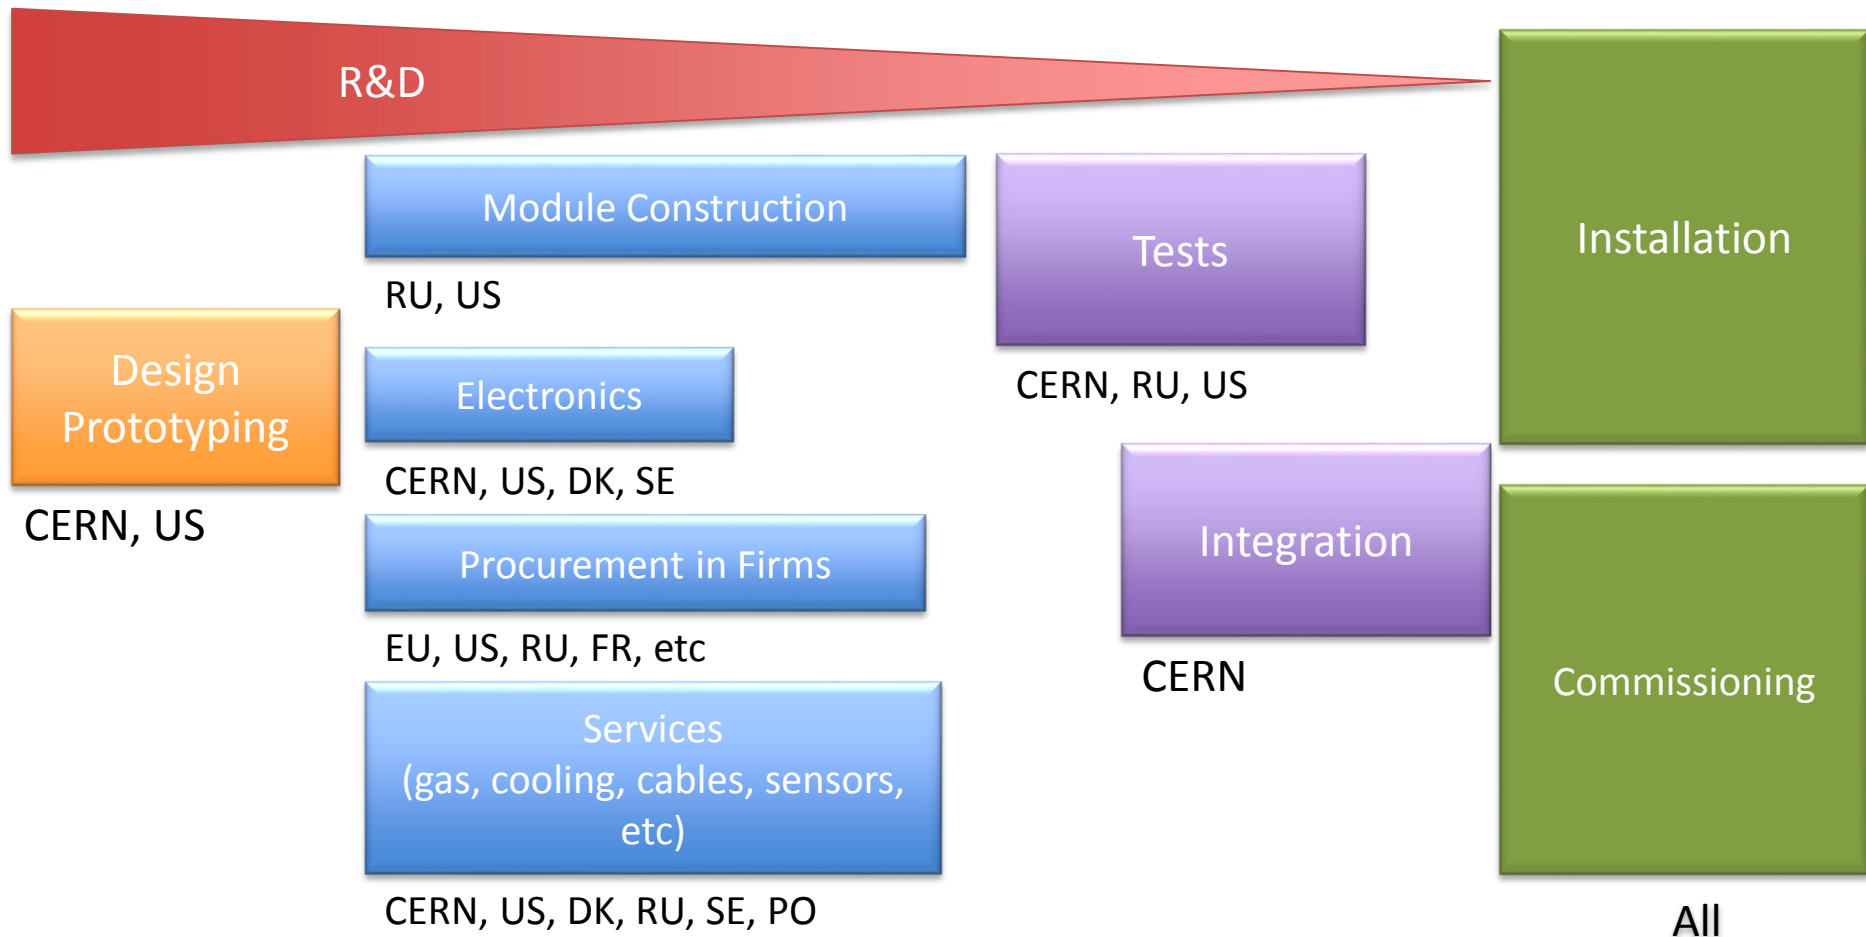 R&D
Module Construction
RU, US
Design
Prototyping
CERN, US
Electronics
CERN, US, DK, SE
Procurement in Firms
EU, US, RU, FR, etc
Services
(gas, cooling, cables, sensors,
etc)
CERN, US, DK, RU, SE, PO
Tests
CERN, RU, US
Integration
CERN
Installation
Commissioning
All